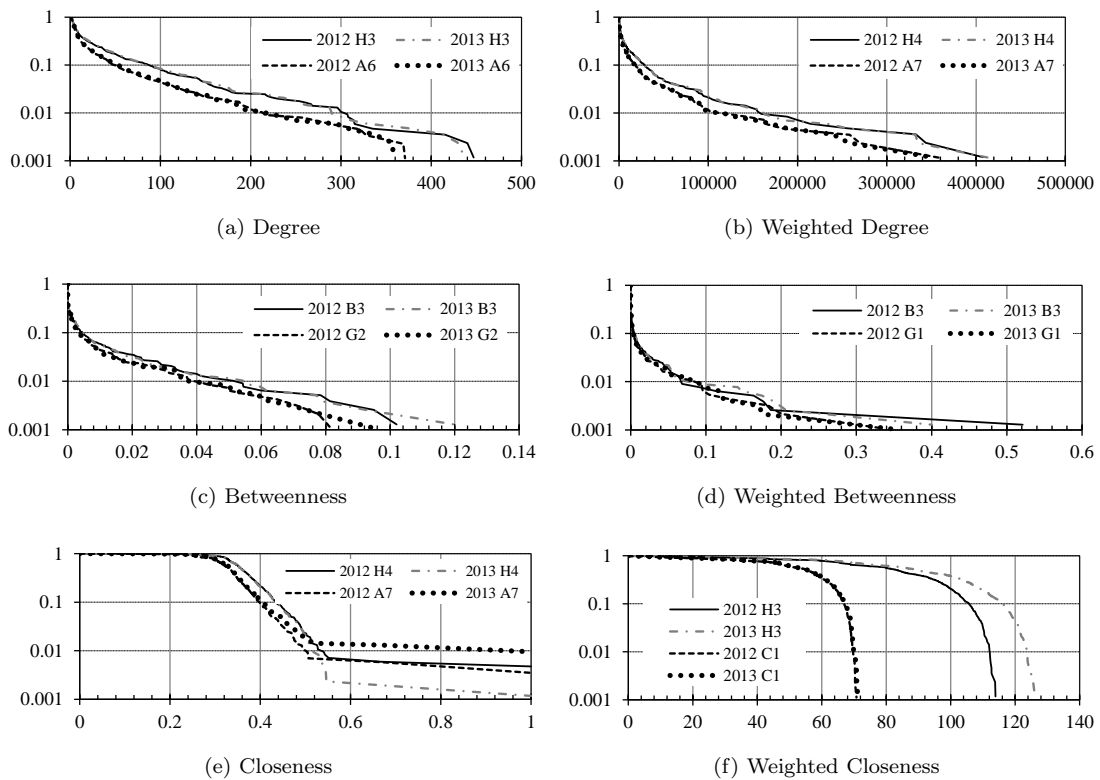 1
0.1
0.01
0.001
0 100 200 300 400 500
2012 H3 2013 H3
2012 A6 2013 A6
(a) Degree
1
0.1
0.01
0.001
0 100000 200000 300000 400000 500000
2012 H4 2013 H4
2012 A7 2013 A7
(b) Weighted Degree
1
0.1
0.01
0.001
0 0.02 0.04 0.06 0.08 0.1 0.12 0.14
2012 B3 2013 B3
2012 G2 2013 G2
(c) Betweenness
1
0.1
0.01
0.001
0 0.1 0.2 0.3 0.4 0.5 0.6
2012 B3 2013 B3
2012 G1 2013 G1
(d) Weighted Betweenness
1
0.1
0.01
0.001
0 0.2 0.4 0.6 0.8 1
2012 H4 2013 H4
2012 A7 2013 A7
(e) Closeness
1
0.1
0.01
0.001
0 20 40 60 80 100 120 140
2012 H3
2013 H3
2012 C1
2013 C1
(f) Weighted Closeness